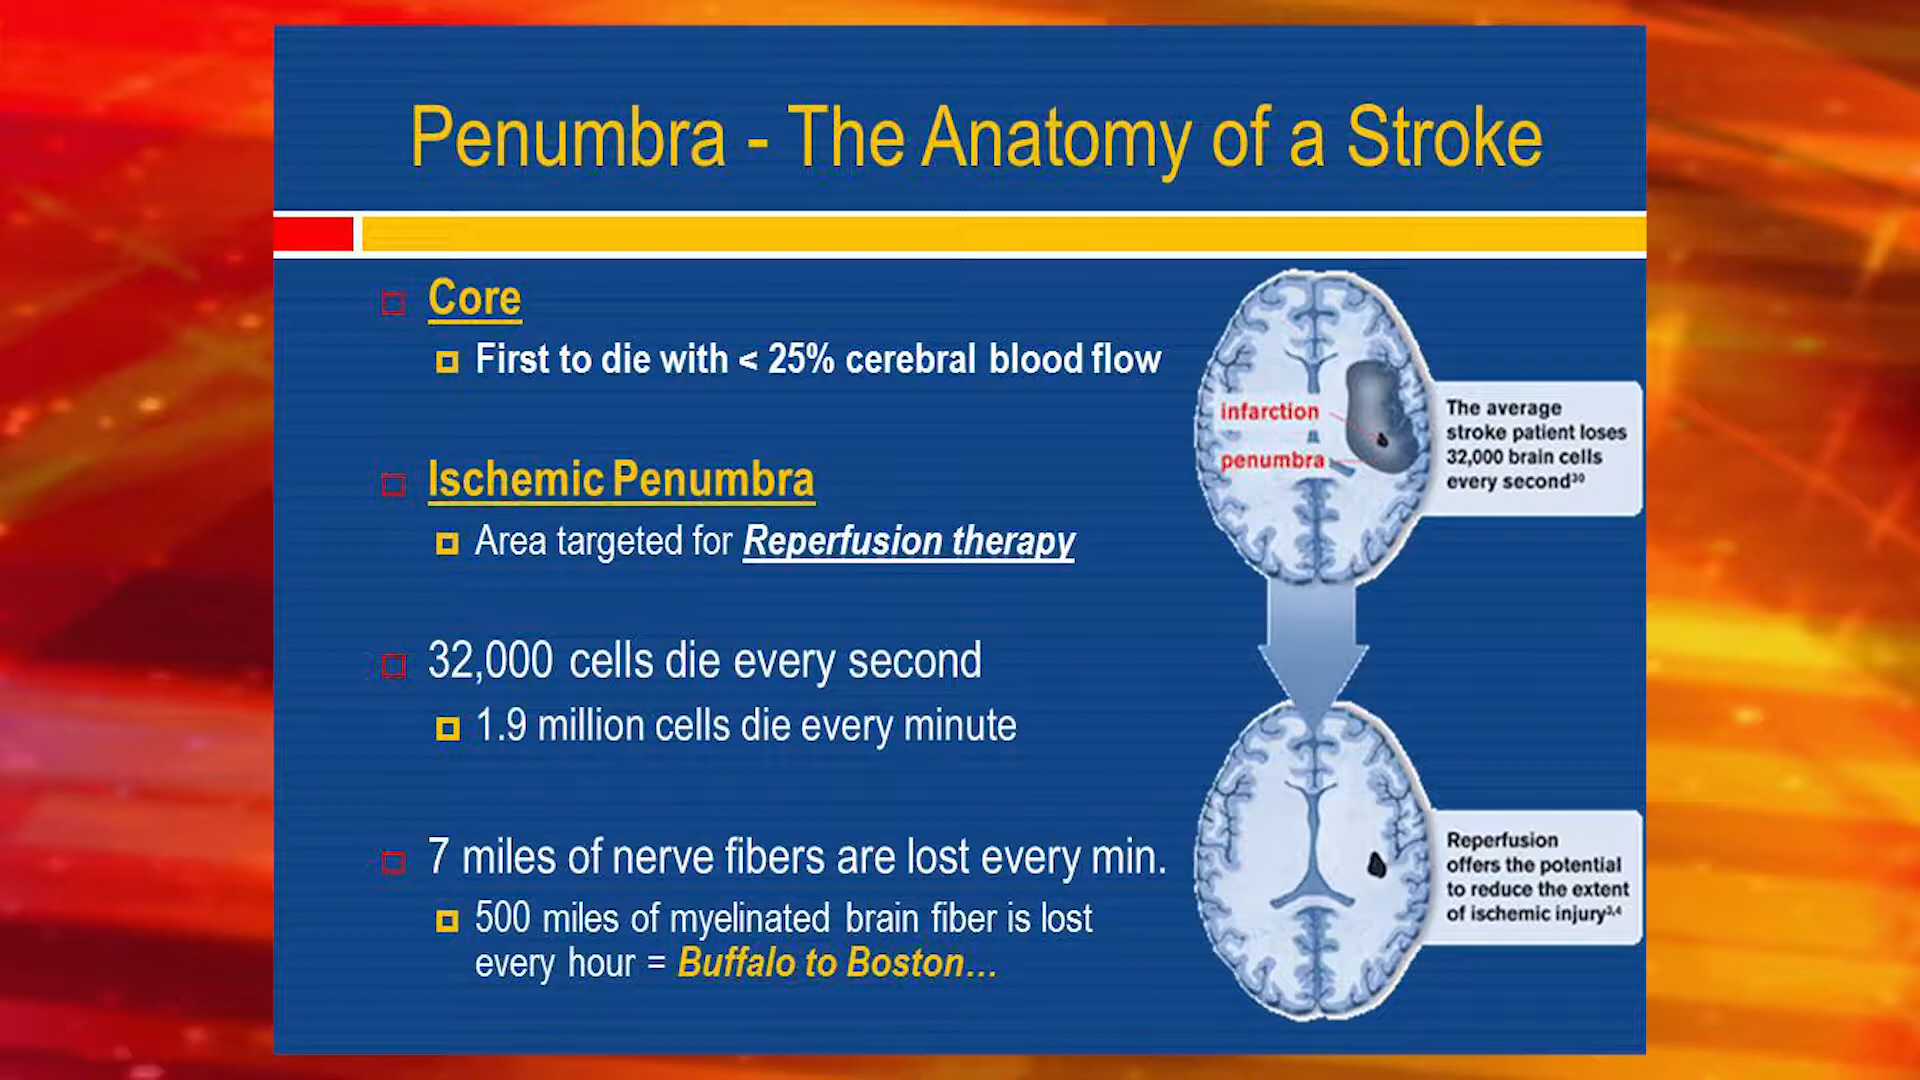 Penumbra - The Anatomy of a Stroke
Core
First to die with < 25% cerebral blood flow
Ischemic Penumbra
Area targeted for Reperfusion therapy
32,000 cells die every second
1.9 million cells die every minute
7 miles of nerve fibers are lost every min.
500 miles of myelinated brain fiber is lost
every hour = Buffalo to Boston...
infarction
penumbra
The average
stroke patient loses
32,000 brain cells
every second³⁰
Reperfusion
offers the potential
to reduce the extent
of ischemic injury³,⁴